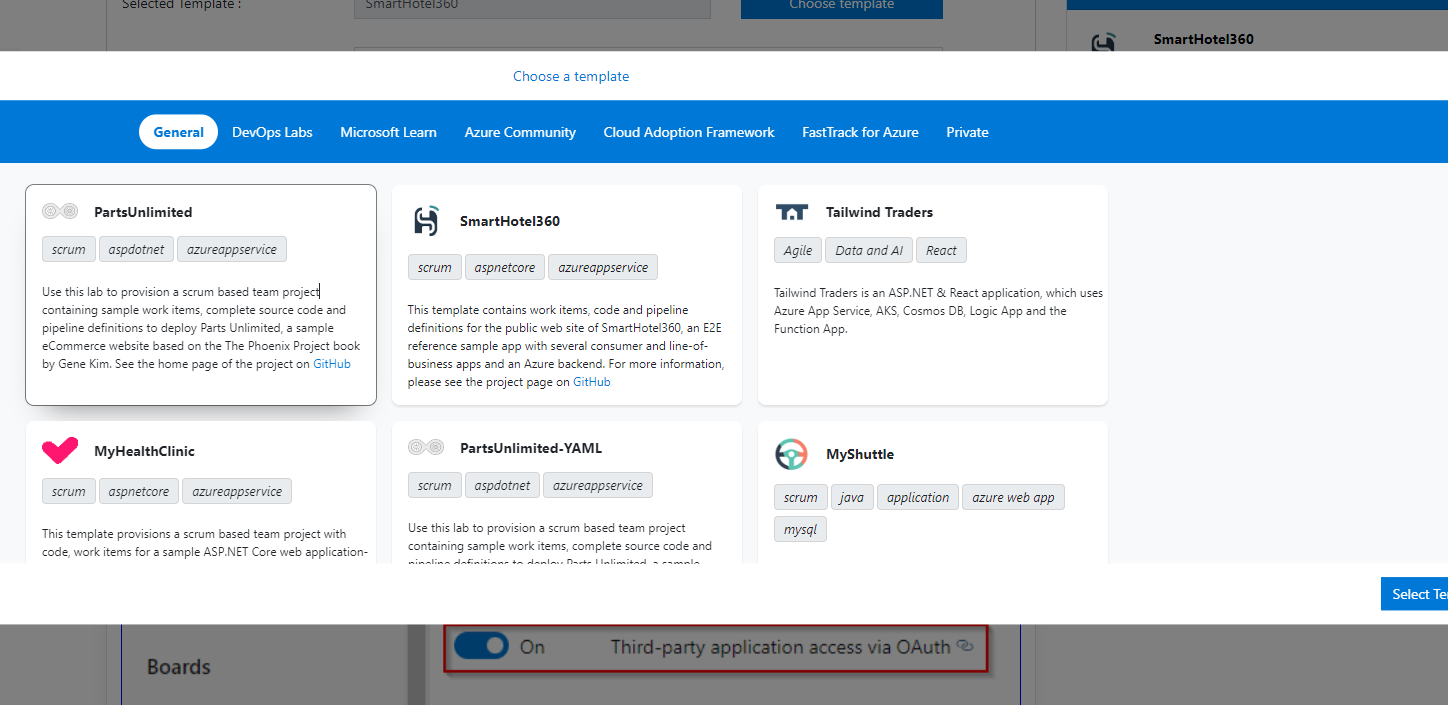 Selected Template :
SmartHotel360
Choose template
SmartHotel360
Choose a template
General
DevOps Labs
Microsoft Learn
Azure Community
Cloud Adoption Framework
FastTrack for Azure
Private
PartsUnlimited
scrum
aspdotnet
azureappservice
Use this lab to provision a scrum based team project
containing sample work items, complete source code and
pipeline definitions to deploy Parts Unlimited, a sample
eCommerce website based on the The Phoenix Project book
by Gene Kim. See the home page of the project on GitHub
SmartHotel360
scrum
aspnetcore
azureappservice
This template contains work items, code and pipeline
definitions for the public web site of SmartHotel360, an E2E
reference sample app with several consumer and line-of-
business apps and an Azure backend. For more information,
please see the project page on GitHub
Tailwind Traders
Agile
Data and AI
React
Tailwind Traders is an ASP.NET & React application, which uses
Azure App Service, AKS, Cosmos DB, Logic App and the
Function App.
MyHealthClinic
scrum
aspnetcore
azureappservice
This template provisions a scrum based team project with
code, work items for a sample ASP.NET Core web application-
PartsUnlimited-YAML
scrum
aspdotnet
azureappservice
Use this lab to provision a scrum based team project
containing sample work items, complete source code and
pipeline definitions to deploy Parts Unlimited, a sample
MyShuttle
scrum
java
application
azure web app
mysql
Select Te
On
Third-party application access via OAuth
Boards